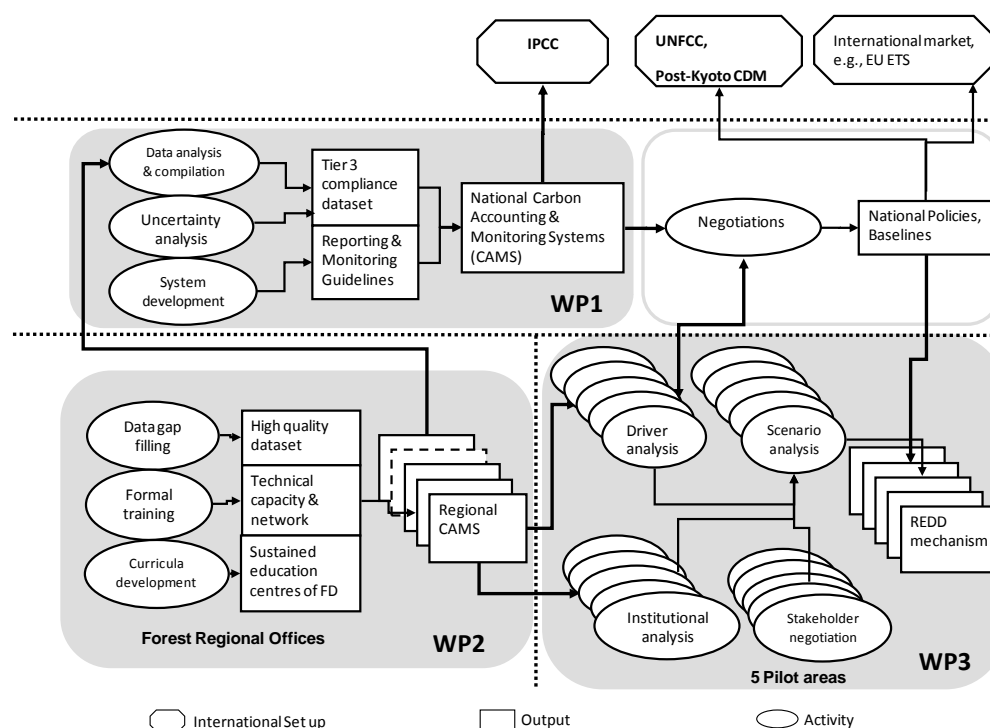 IPCC
UNFCC,
Post-Kyoto CDM
International market,
e.g., EU ETS
Data analysis
& compilation
Uncertainty
analysis
System
development
Tier 3
compliance
dataset
Reporting &
Monitoring
Guidelines
National Carbon
Accounting &
Monitoring Systems
(CAMS)
WP1
Negotiations
National Policies,
Baselines
Data gap
filling
Formal
training
Curricula
development
High quality
dataset
Technical
capacity &
network
Sustained
education
centres of FD
Regional
CAMS
Forest Regional Offices
WP2
Driver
analysis
Scenario
analysis
Institutional
analysis
Stakeholder
negotiation
REDD
mechanism
WP3
5 Pilot areas
International Set up
Output
Activity